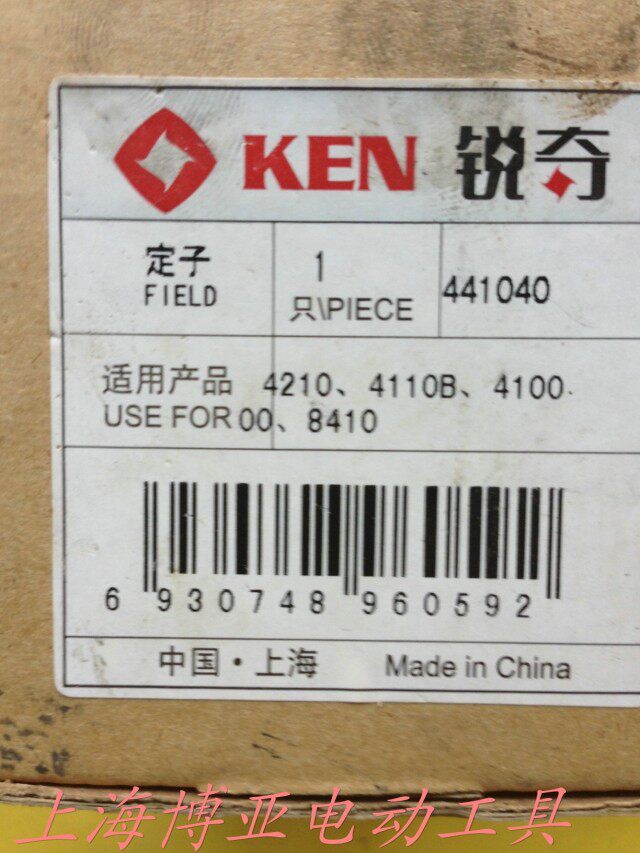 KEN 锐奇
定子 1 441040
FIELD 只\PIECE
适用产品 4210、4110B、4100
USE FOR 00、8410
6 930748 960592
中国·上海 Made in China
上海博亚电动工具